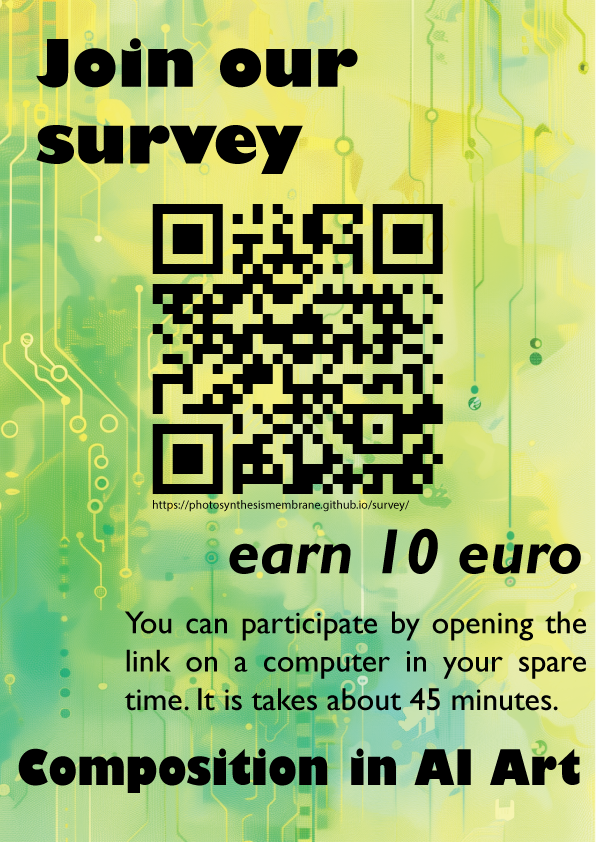 Join our
survey
https://photosynthesismembrane.github.io/survey/
earn 10 euro
You can participate by opening the
link on a computer in your spare
time. It is takes about 45 minutes.
Composition in AI Art